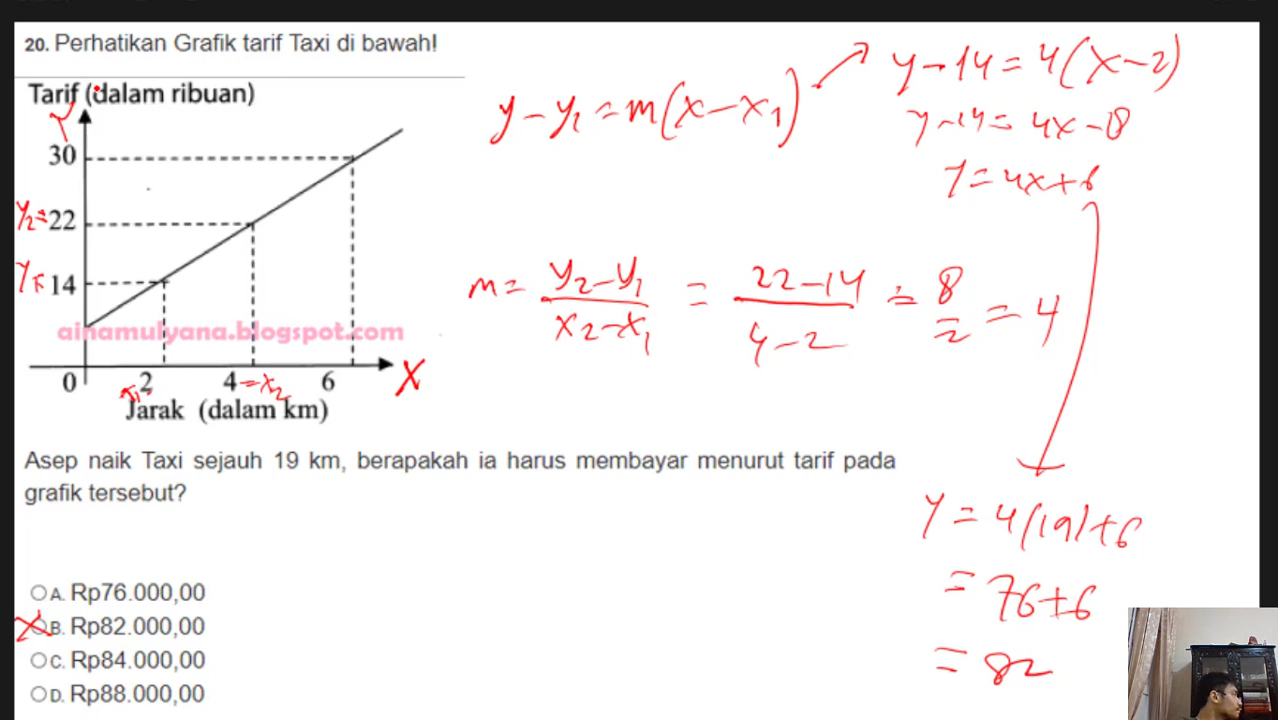 20. Perhatikan Grafik tarif Taxi di bawah!
Tarif (dalam ribuan)
Y
30
y₂=22
y₁=14
ainamulyana.blogspot.com
0 x₁=2 4=x₂ 6 X
Jarak (dalam km)
y-y₁=m(x-x₁)
y-14=4(x-2)
y-14=4x-8
y=4x+6
m= y₂-y₁ / x₂-x₁ = 22-14 / 4-2 = 8 / 2 = 4
Asep naik Taxi sejauh 19 km, berapakah ia harus membayar menurut tarif pada
grafik tersebut?
y=4(19)+6
=76+6
=82
A. Rp76.000,00
X B. Rp82.000,00
C. Rp84.000,00
D. Rp88.000,00